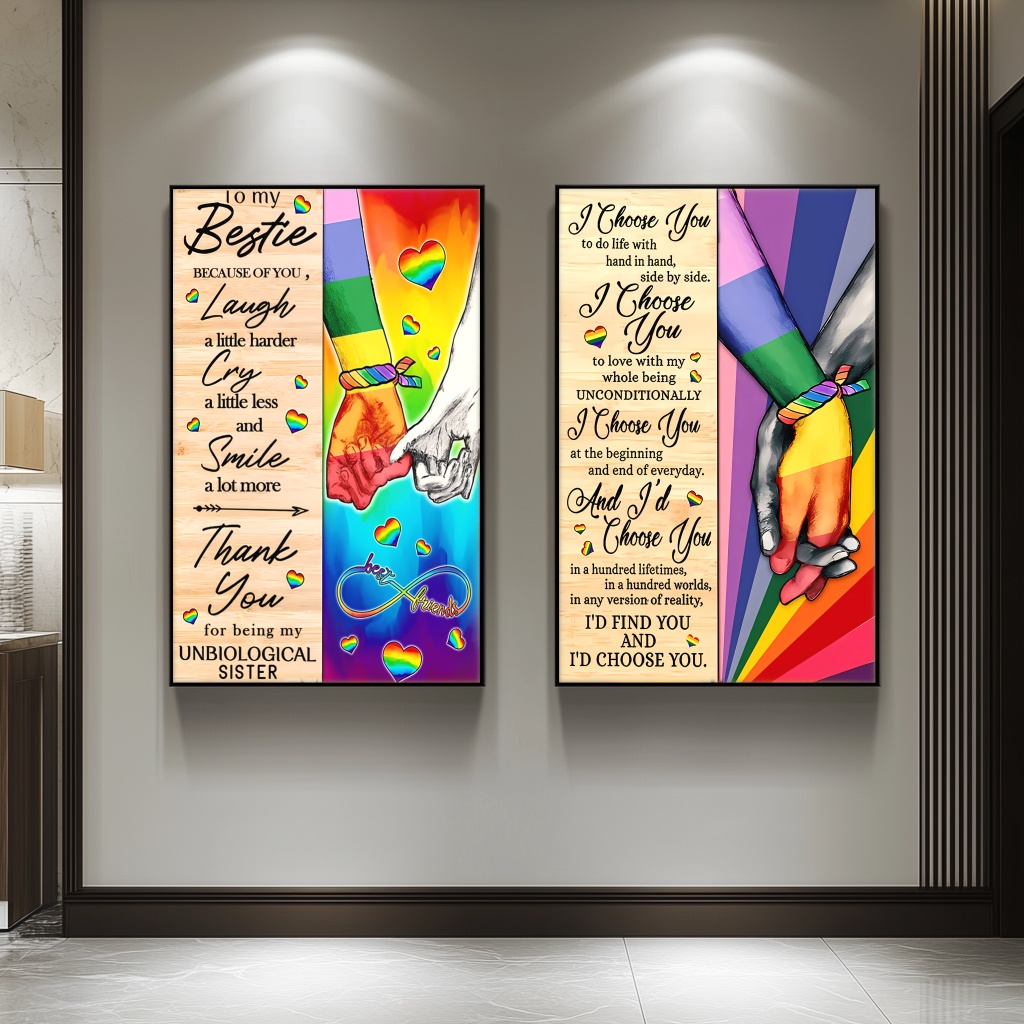 To my
Bestie
BECAUSE OF YOU,
Laugh
a little harder
Cry
a little less
and
Smile
a lot more
Thank
You
for being my
UNBIOLOGICAL
SISTER
best
friends
I Choose You
to do life with
hand in hand,
side by side.
I Choose
You
to love with my
whole being
UNCONDITIONALLY
I Choose You
at the beginning
and end of everyday.
And I'd
Choose You
in a hundred lifetimes,
in a hundred worlds,
in any version of reality,
I'D FIND YOU
AND
I'D CHOOSE YOU.